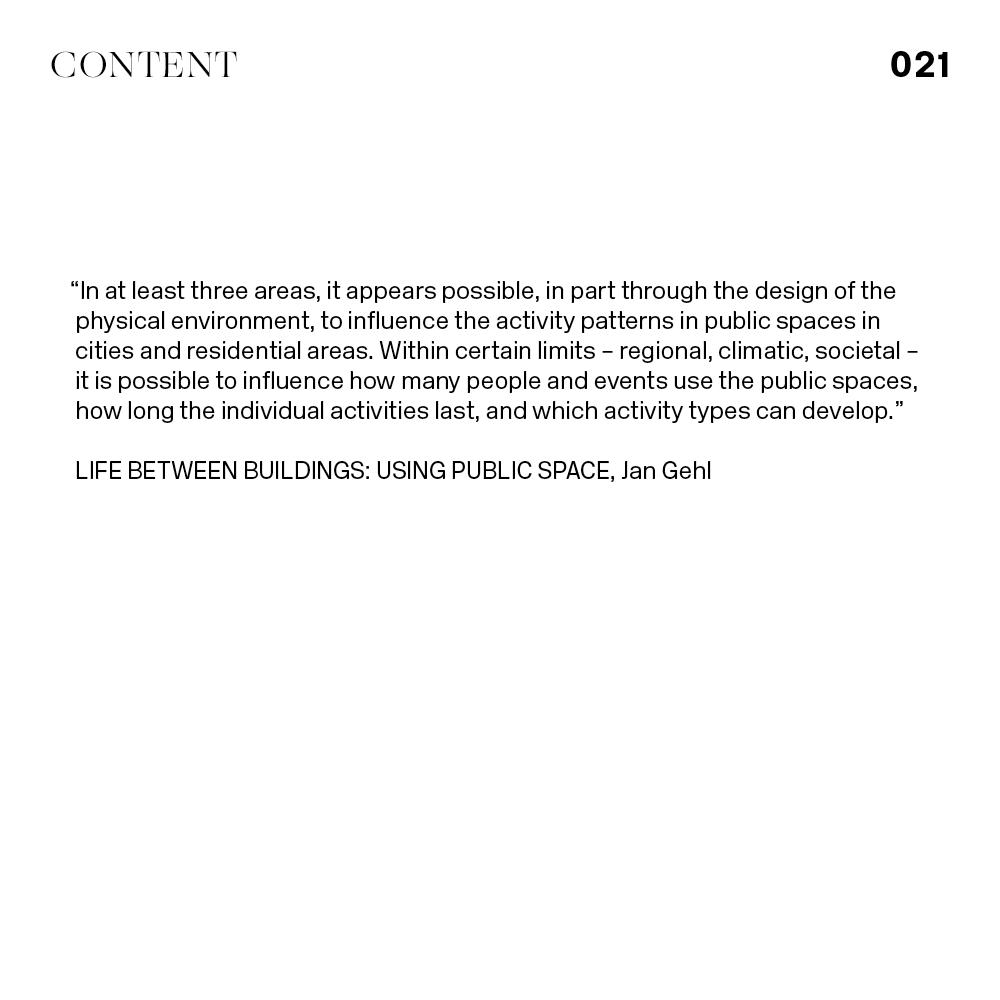 CONTENT
021
“In at least three areas, it appears possible, in part through the design of the
physical environment, to influence the activity patterns in public spaces in
cities and residential areas. Within certain limits – regional, climatic, societal –
it is possible to influence how many people and events use the public spaces,
how long the individual activities last, and which activity types can develop.”
LIFE BETWEEN BUILDINGS: USING PUBLIC SPACE, Jan Gehl